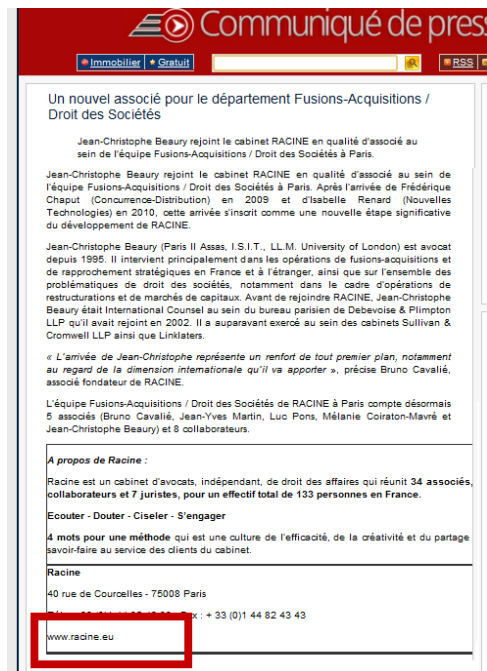 Communiqué de press
Immobilier
Gratuit
RSS
Un nouvel associé pour le département Fusions-Acquisitions /
Droit des Sociétés
Jean-Christophe Beaury rejoint le cabinet RACINE en qualité d'associé au
sein de l'équipe Fusions-Acquisitions / Droit des Sociétés à Paris.
Jean-Christophe Beaury rejoint le cabinet RACINE en qualité d'associé au sein de
l'équipe Fusions-Acquisitions / Droit des Sociétés à Paris. Après l'arrivée de Frédérique
Chaput (Concurrence-Distribution) en 2009 et d'Isabelle Renard (Nouvelles
Technologies) en 2010, cette arrivée s'inscrit comme une nouvelle étape significative
du développement de RACINE.
Jean-Christophe Beaury (Paris II Assas, I.S.I.T., LL.M. University of London) est avocat
depuis 1995. Il intervient principalement dans les opérations de fusions-acquisitions et
de rapprochement stratégiques en France et à l'étranger, ainsi que sur l'ensemble des
problématiques de droit des sociétés, notamment dans le cadre d'opérations de
restructurations et de marchés de capitaux. Avant de rejoindre RACINE, Jean-Christophe
Beaury était International Counsel au sein du bureau parisien de Debevoise & Plimpton
LLP qu'il avait rejoint en 2002. Il a auparavant exercé au sein des cabinets Sullivan &
Cromwell LLP ainsi que Linklaters.
« L'arrivée de Jean-Christophe représente un renfort de tout premier plan, notamment
au regard de la dimension internationale qu'il va apporter », précise Bruno Cavalié,
associé fondateur de RACINE.
L'équipe Fusions-Acquisitions / Droit des Sociétés de RACINE à Paris compte désormais
5 associés (Bruno Cavalié, Jean-Yves Martin, Luc Pons, Mélanie Coiraton-Mavré et
Jean-Christophe Beaury) et 8 collaborateurs.
A propos de Racine :
Racine est un cabinet d'avocats, indépendant, de droit des affaires qui réunit 34 associés,
collaborateurs et 7 juristes, pour un effectif total de 133 personnes en France.
Ecouter - Douter - Ciseler - S'engager
4 mots pour une méthode qui est une culture de l'efficacité, de la créativité et du partage
savoir-faire au service des clients du cabinet.
Racine
40 rue de Courcelles - 75008 Paris
: + 33 (0)1 44 82 43 43
www.racine.eu